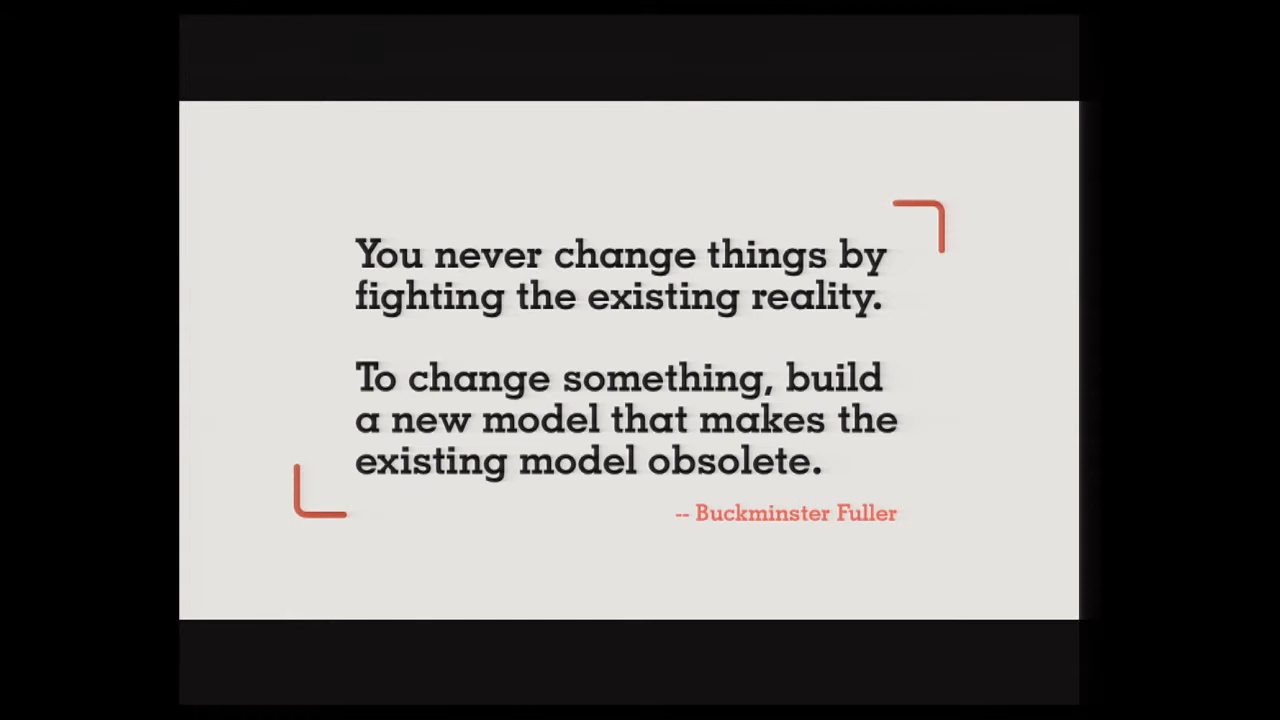 You never change things by
fighting the existing reality.
To change something, build
a new model that makes the
existing model obsolete.
-- Buckminster Fuller